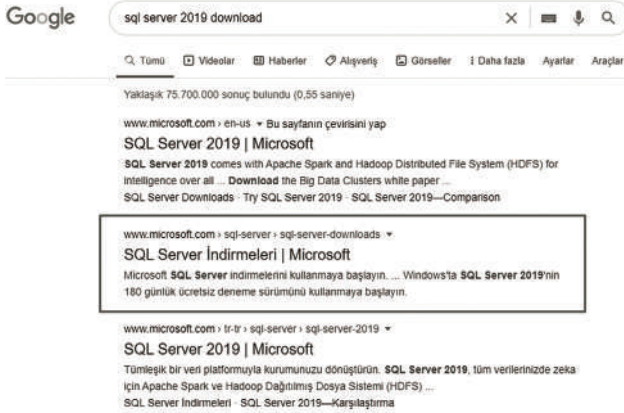 Google
sql server 2019 download
Tümü Videolar Haberler Alışveriş Görseller Daha fazla Ayarlar Araçlar
Yaklaşık 75.700.000 sonuç bulundu (0,55 saniye)
www.microsoft.com › en-us Bu sayfanın çevirisini yap
SQL Server 2019 | Microsoft
SQL Server 2019 comes with Apache Spark and Hadoop Distributed File System (HDFS) for
intelligence over all ... Download the Big Data Clusters white paper ...
SQL Server Downloads · Try SQL Server 2019 · SQL Server 2019—Comparison
www.microsoft.com › sql-server › sql-server-downloads
SQL Server İndirmeleri | Microsoft
Microsoft SQL Server indirmelerini kullanmaya başlayın. ... Windows'ta SQL Server 2019'nin
180 günlük ücretsiz deneme sürümünü kullanmaya başlayın.
www.microsoft.com › tr-tr › sql-server › sql-server-2019
SQL Server 2019 | Microsoft
Tümleşik bir veri platformuyla kurumunuzu dönüştürün. SQL Server 2019, tüm verilerinizde zeka
için Apache Spark ve Hadoop Dağıtılmış Dosya Sistemi (HDFS) ...
SQL Server İndirmeleri · SQL Server 2019—Karşılaştırma